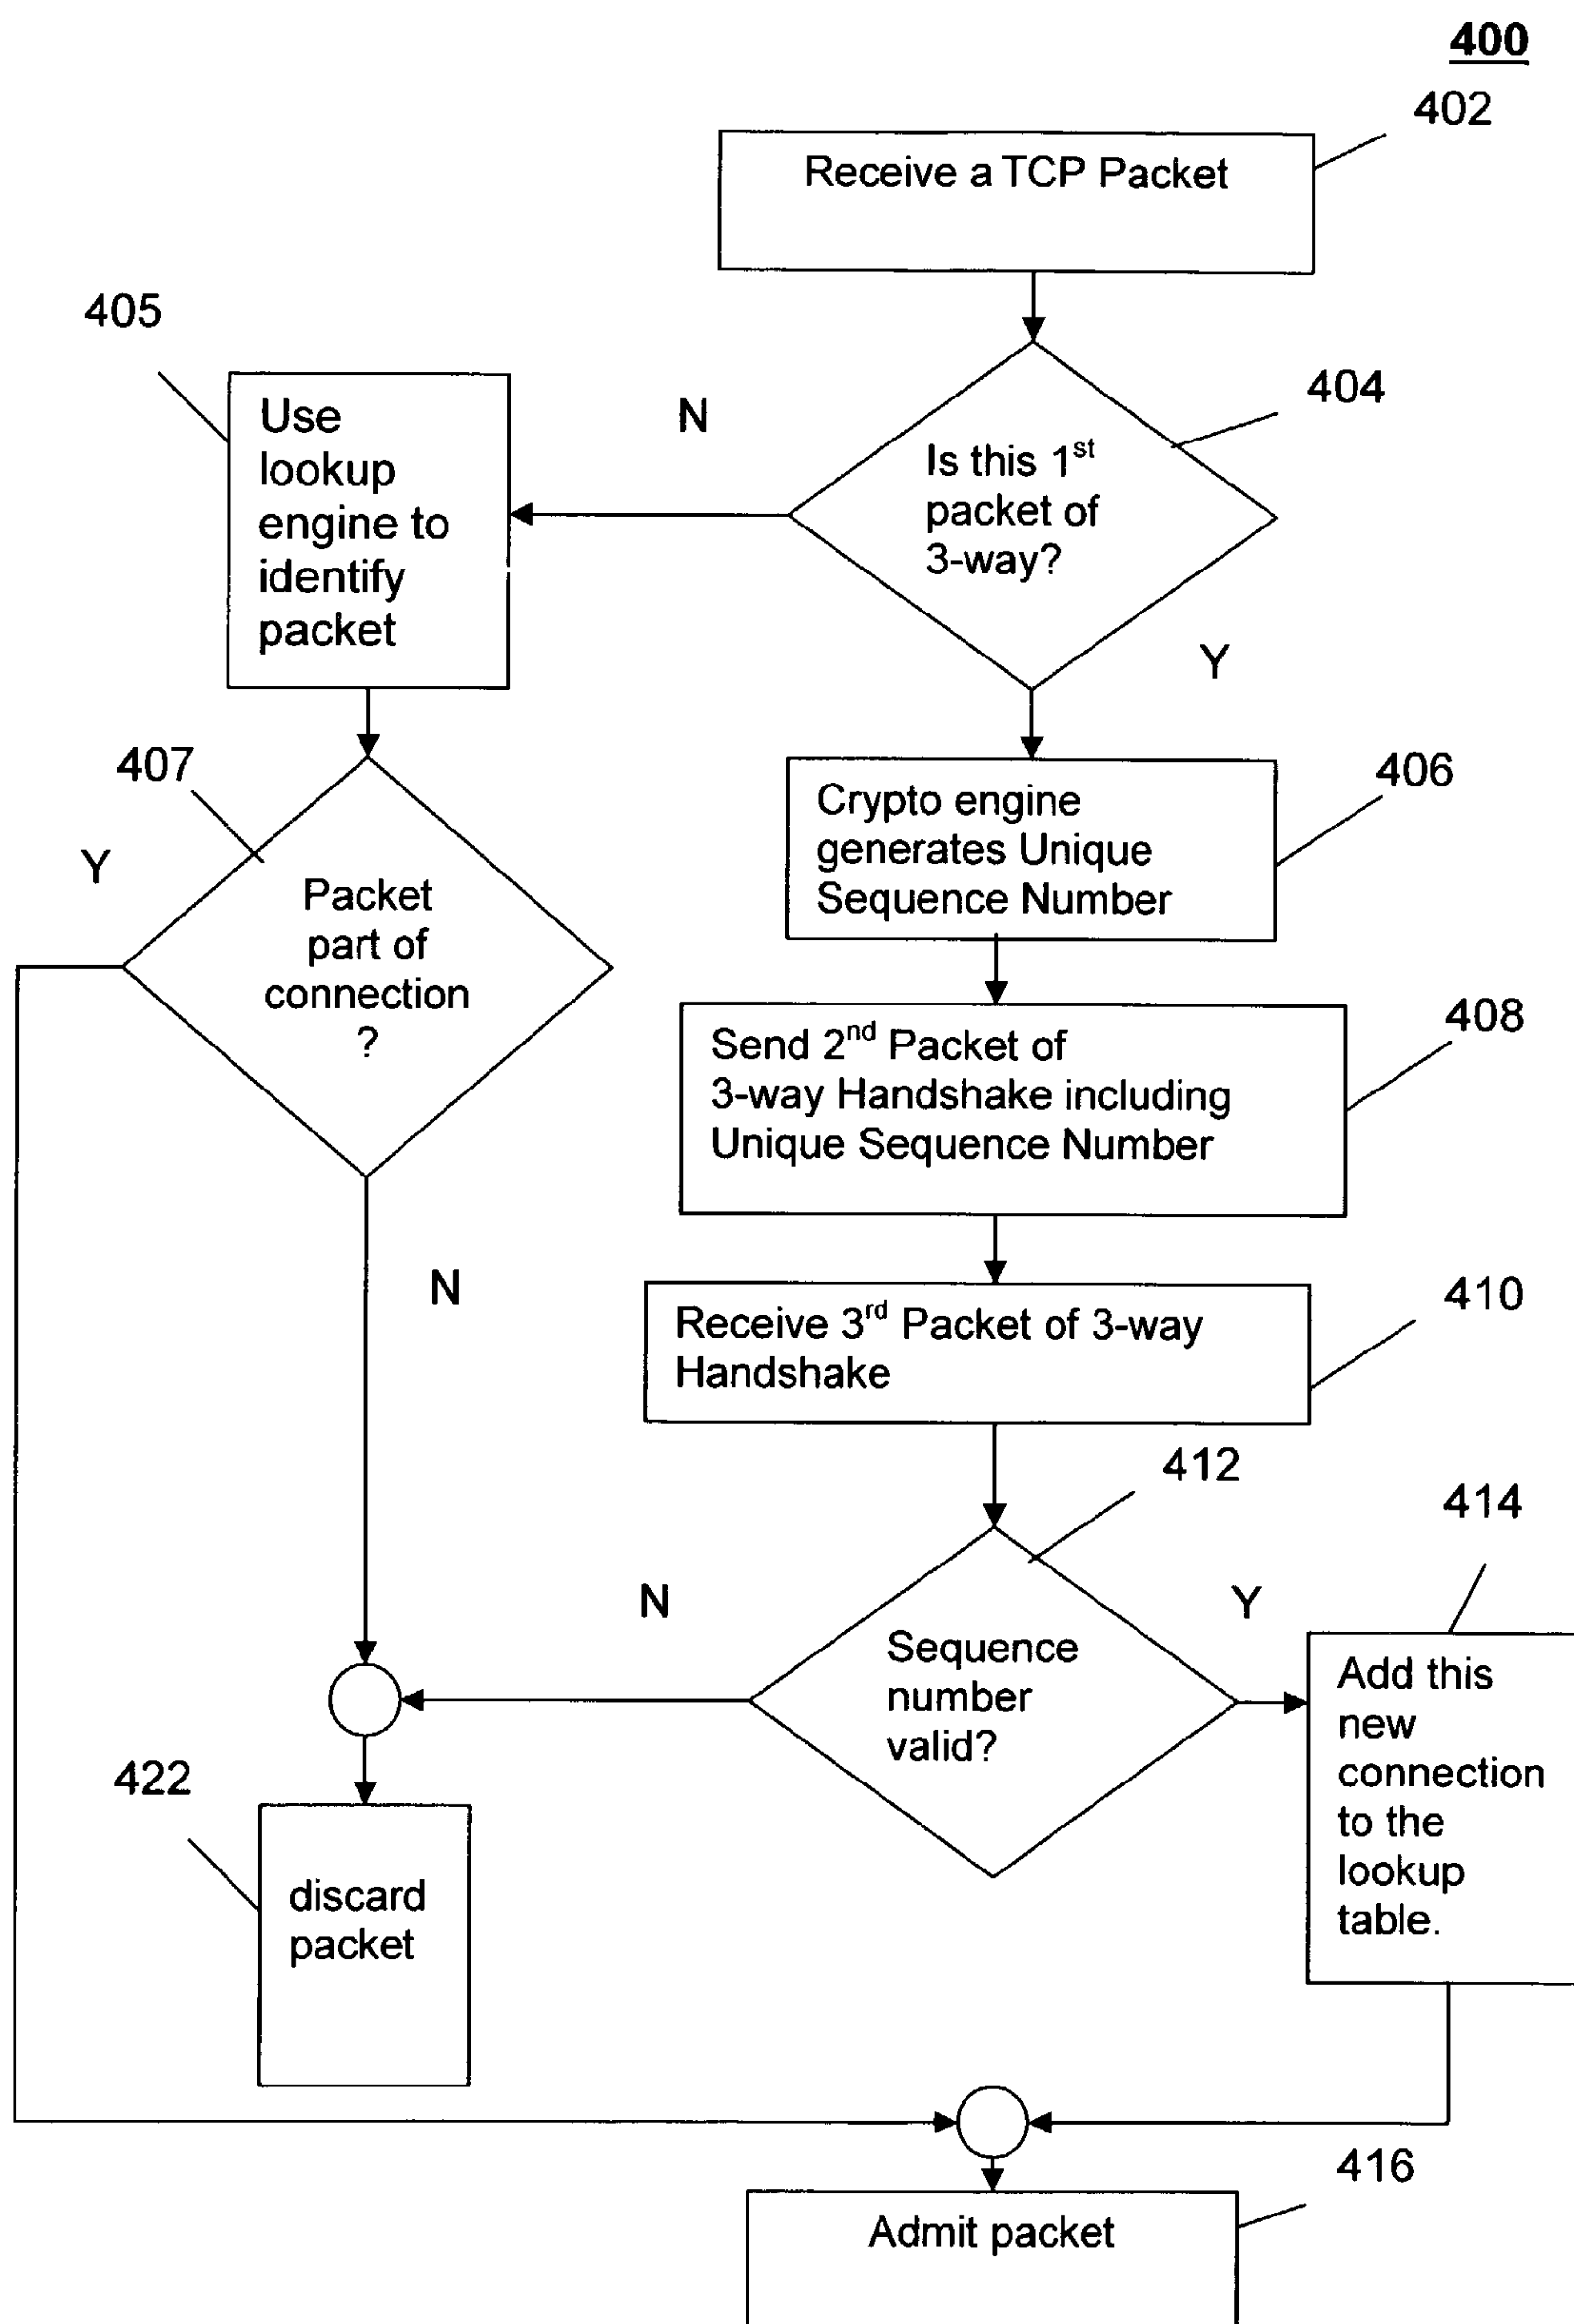 400
402
Receive a TCP Packet
405
404
N
Use
lookup
engine to
identify
packet
Is this 1st
packet of
3-way?
Y
407
406
Crypto engine
generates Unique
Sequence Number
Y
Packet
part of
connection
?
408
Send 2nd Packet of
3-way Handshake including
Unique Sequence Number
N
410
Receive 3rd Packet of 3-way
Handshake
412
414
N
Y
Sequence
number
valid?
Add this
new
connection
to the
lookup
table.
422
discard
packet
416
Admit packet